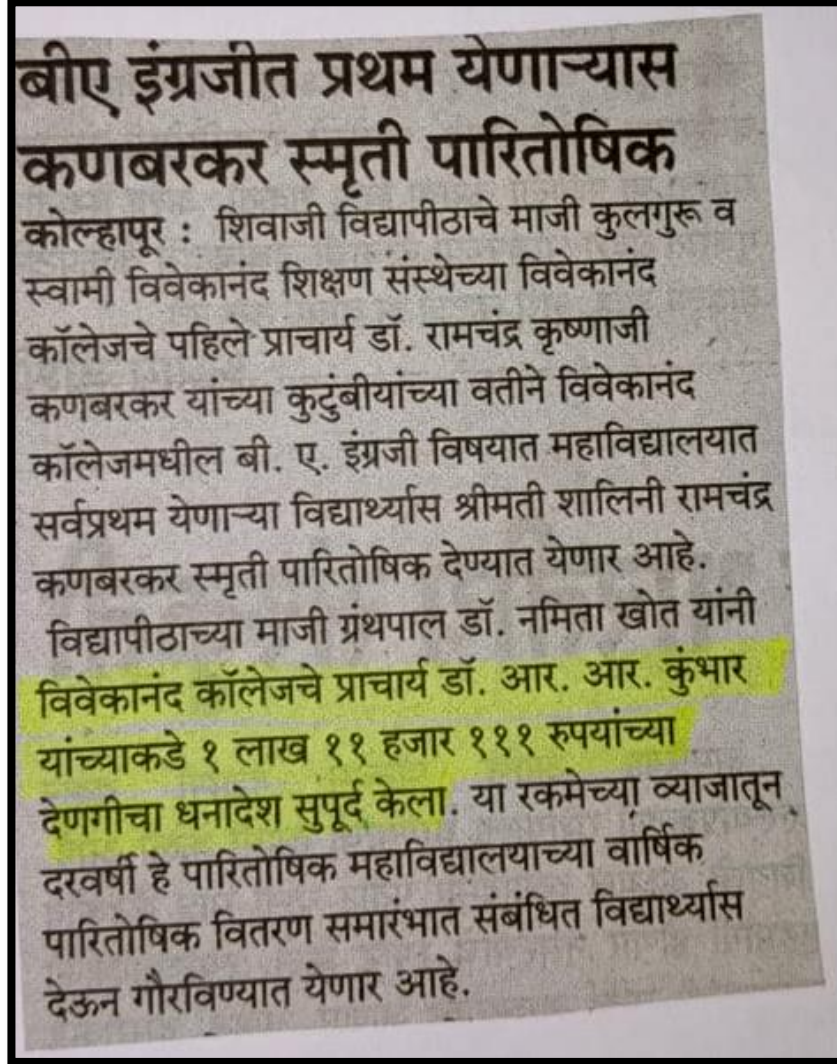 बीए इंग्रजीत प्रथम येणाऱ्यास
कणबरकर स्मृती पारितोषिक
कोल्हापूर : शिवाजी विद्यापीठाचे माजी कुलगुरू व
स्वामी विवेकानंद शिक्षण संस्थेच्या विवेकानंद
कॉलेजचे पहिले प्राचार्य डॉ. रामचंद्र कृष्णाजी
कणबरकर यांच्या कुटुंबीयांच्या वतीने विवेकानंद
कॉलेजमधील बी. ए. इंग्रजी विषयात महाविद्यालयात
सर्वप्रथम येणाऱ्या विद्यार्थ्यास श्रीमती शालिनी रामचंद्र
कणबरकर स्मृती पारितोषिक देण्यात येणार आहे.
विद्यापीठाच्या माजी ग्रंथपाल डॉ. नमिता खोत यांनी
विवेकानंद कॉलेजचे प्राचार्य डॉ. आर. आर. कुंभार
यांच्याकडे १ लाख ११ हजार १११ रुपयांच्या
देणगीचा धनादेश सुपूर्द केला. या रकमेच्या व्याजातून
दरवर्षी हे पारितोषिक महाविद्यालयाच्या वार्षिक
पारितोषिक वितरण समारंभात संबंधित विद्यार्थ्यास
देऊन गौरविण्यात येणार आहे.